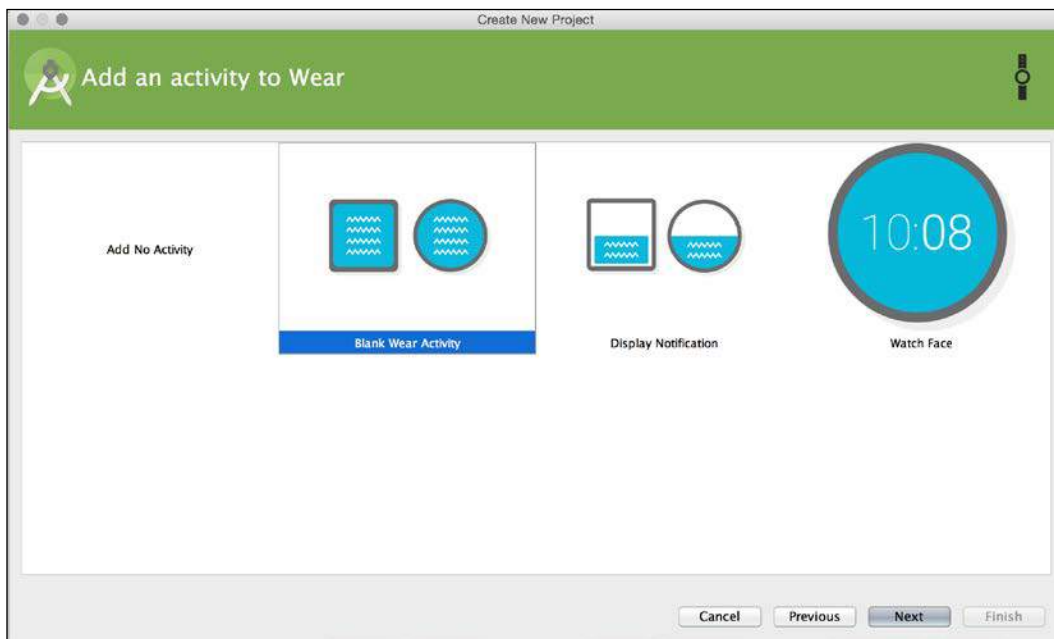 Create New Project
Add an activity to Wear
10:08
Add No Activity
Blank Wear Activity
Display Notification
Watch Face
Cancel
Previous
Next
Finish